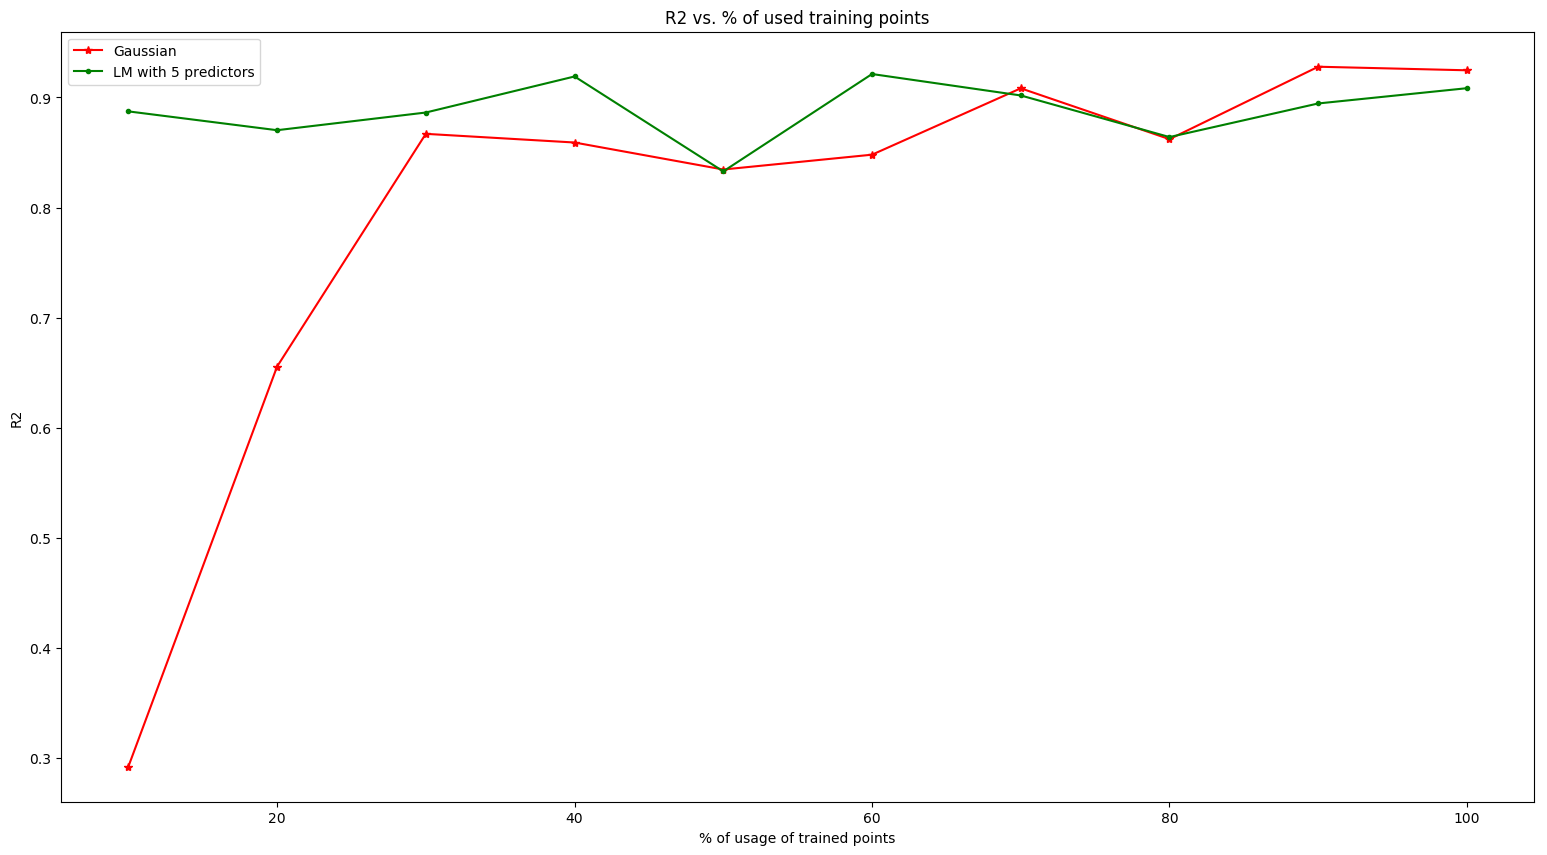 R2 vs. % of used training points
Gaussian
LM with 5 predictors
0.9
0.8
0.7
0.6
0.5
0.4
0.3
R2
20
40
60
80
100
% of usage of trained points